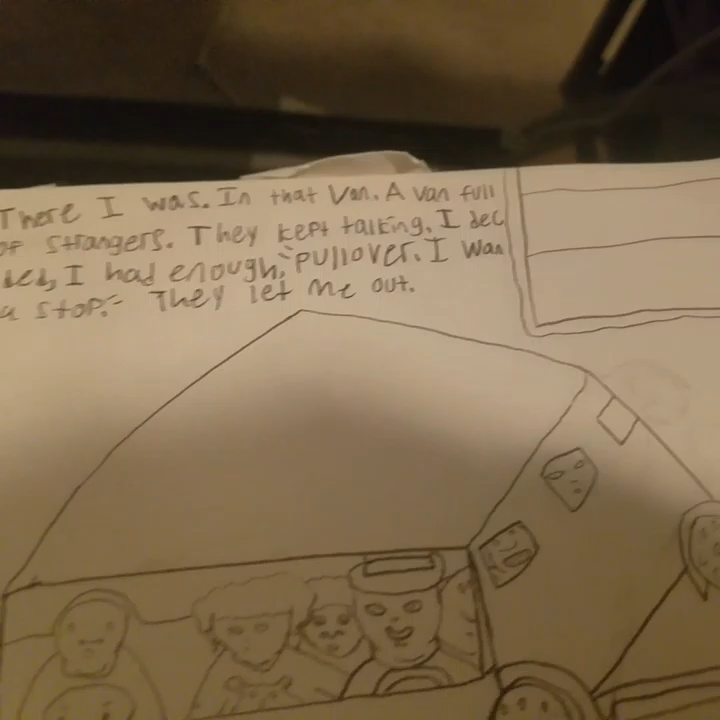 There I was. In that Van. A van full
of strangers. They kept talking. I dec
ided, I had enough, "pullover. I wan
a stop." They let me out.